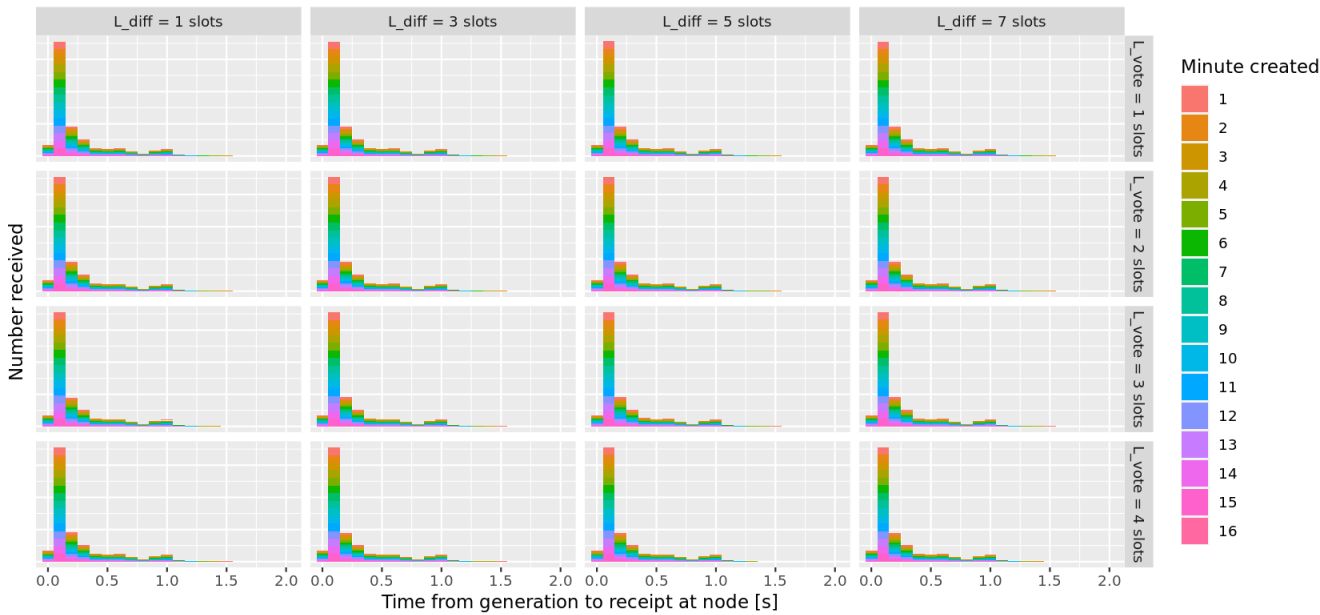 L_diff = 1 slots
L_diff = 3 slots
L_diff = 5 slots
L_diff = 7 slots
L_vote = 1 slots
L_vote = 2 slots
L_vote = 3 slots
L_vote = 4 slots
Number received
0.0 0.5 1.0 1.5 2.0
0.0 0.5 1.0 1.5 2.0
0.0 0.5 1.0 1.5 2.0
0.0 0.5 1.0 1.5 2.0
Time from generation to receipt at node [s]
Minute created
1
2
3
4
5
6
7
8
9
10
11
12
13
14
15
16